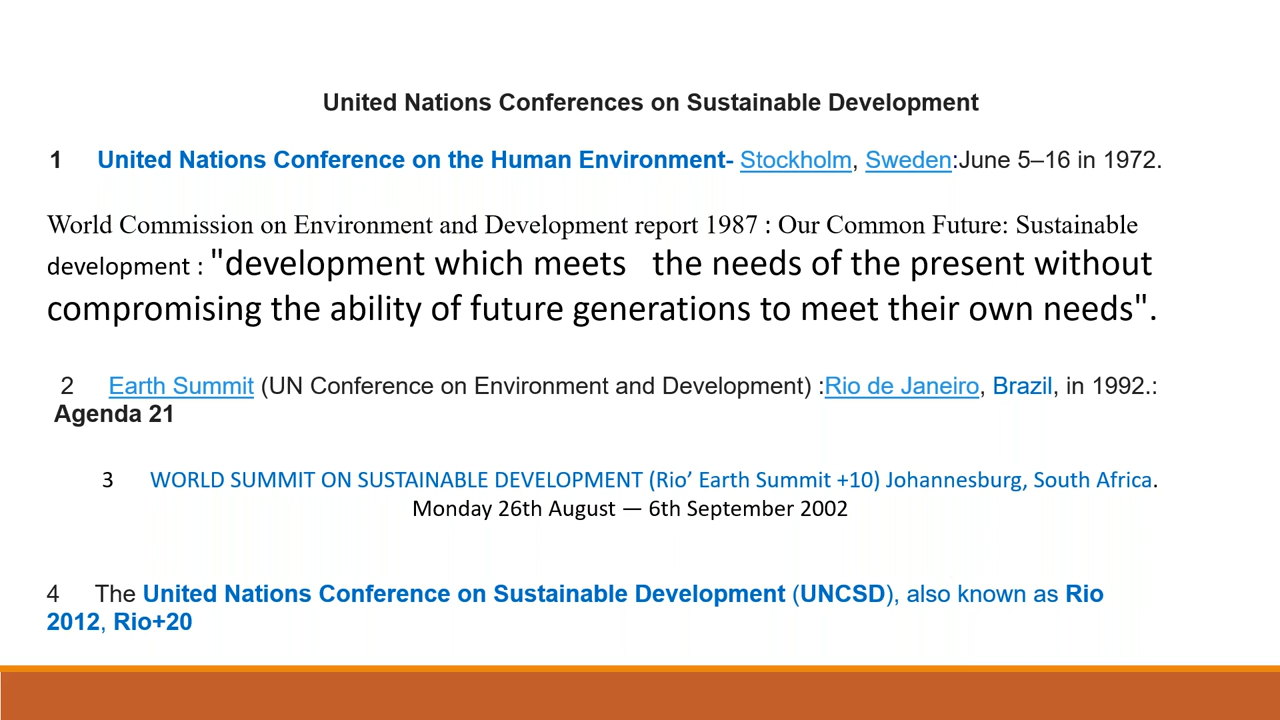 United Nations Conferences on Sustainable Development
1 United Nations Conference on the Human Environment- Stockholm, Sweden:June 5–16 in 1972.
World Commission on Environment and Development report 1987 : Our Common Future: Sustainable
development : "development which meets the needs of the present without
compromising the ability of future generations to meet their own needs".
2 Earth Summit (UN Conference on Environment and Development) :Rio de Janeiro, Brazil, in 1992.:
Agenda 21
3 WORLD SUMMIT ON SUSTAINABLE DEVELOPMENT (Rio’ Earth Summit +10) Johannesburg, South Africa.
Monday 26th August — 6th September 2002
4 The United Nations Conference on Sustainable Development (UNCSD), also known as Rio
2012, Rio+20